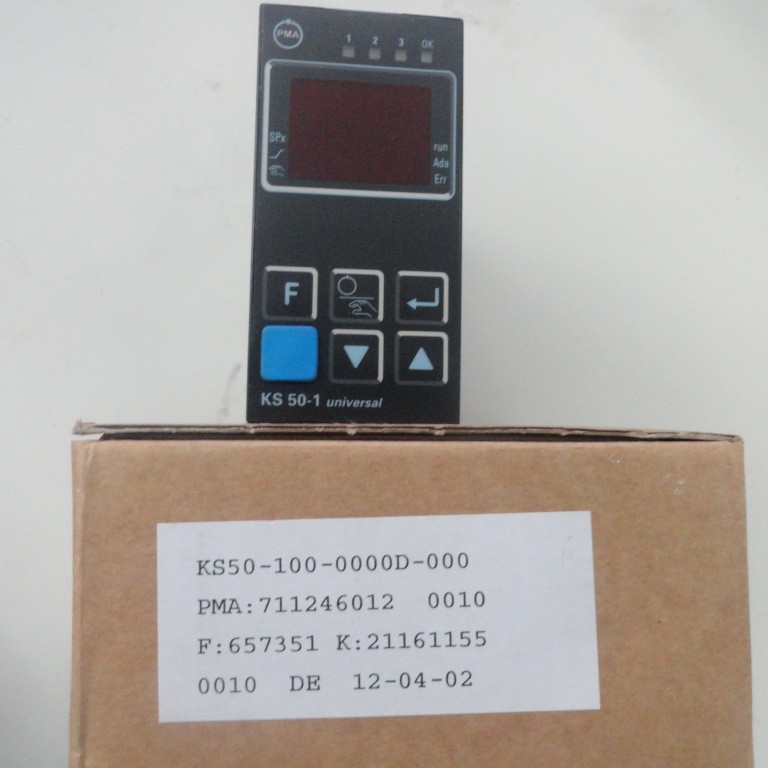 PMA
1 2 3 OK
SPx
run
Ada
Err
F
KS 50-1 universal
KS50-100-0000D-000
PMA:711246012 0010
F:657351 K:21161155
0010 DE 12-04-02